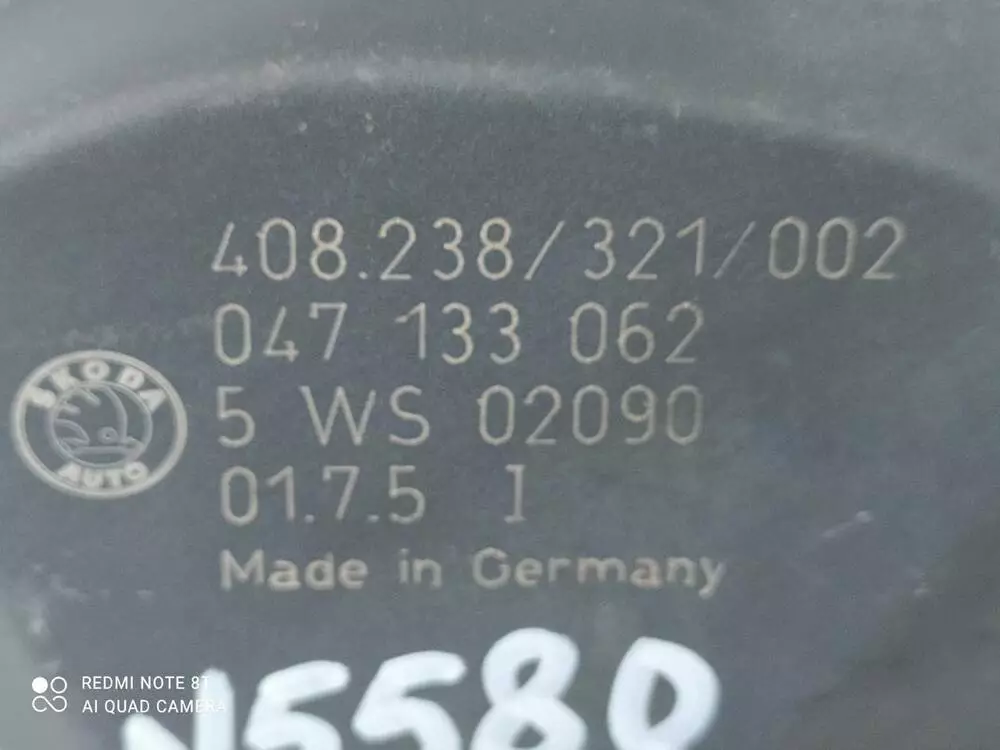 408.238/321/002
047 133 062
5 WS 02090
01.7.5 I
Made in Germany
SKODA
AUTO
N5580
REDMI NOTE 8T
AI QUAD CAMERA